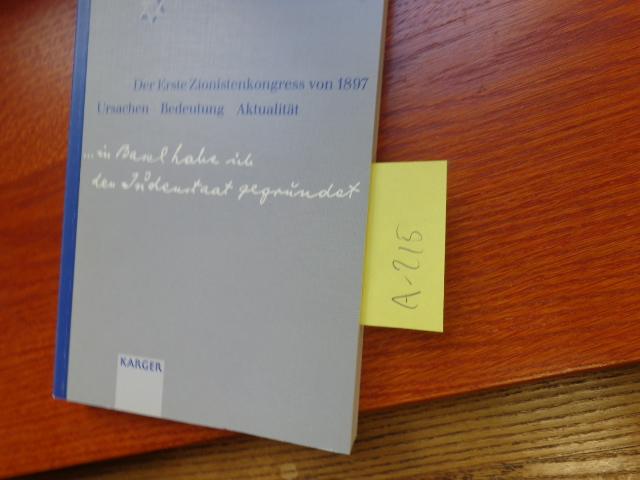 Der Erste Zionistenkongress von 1897
Ursachen Bedeutung Aktualität
... in Basel habe ich
den Judenstaat gegründet
A-215
KARGER